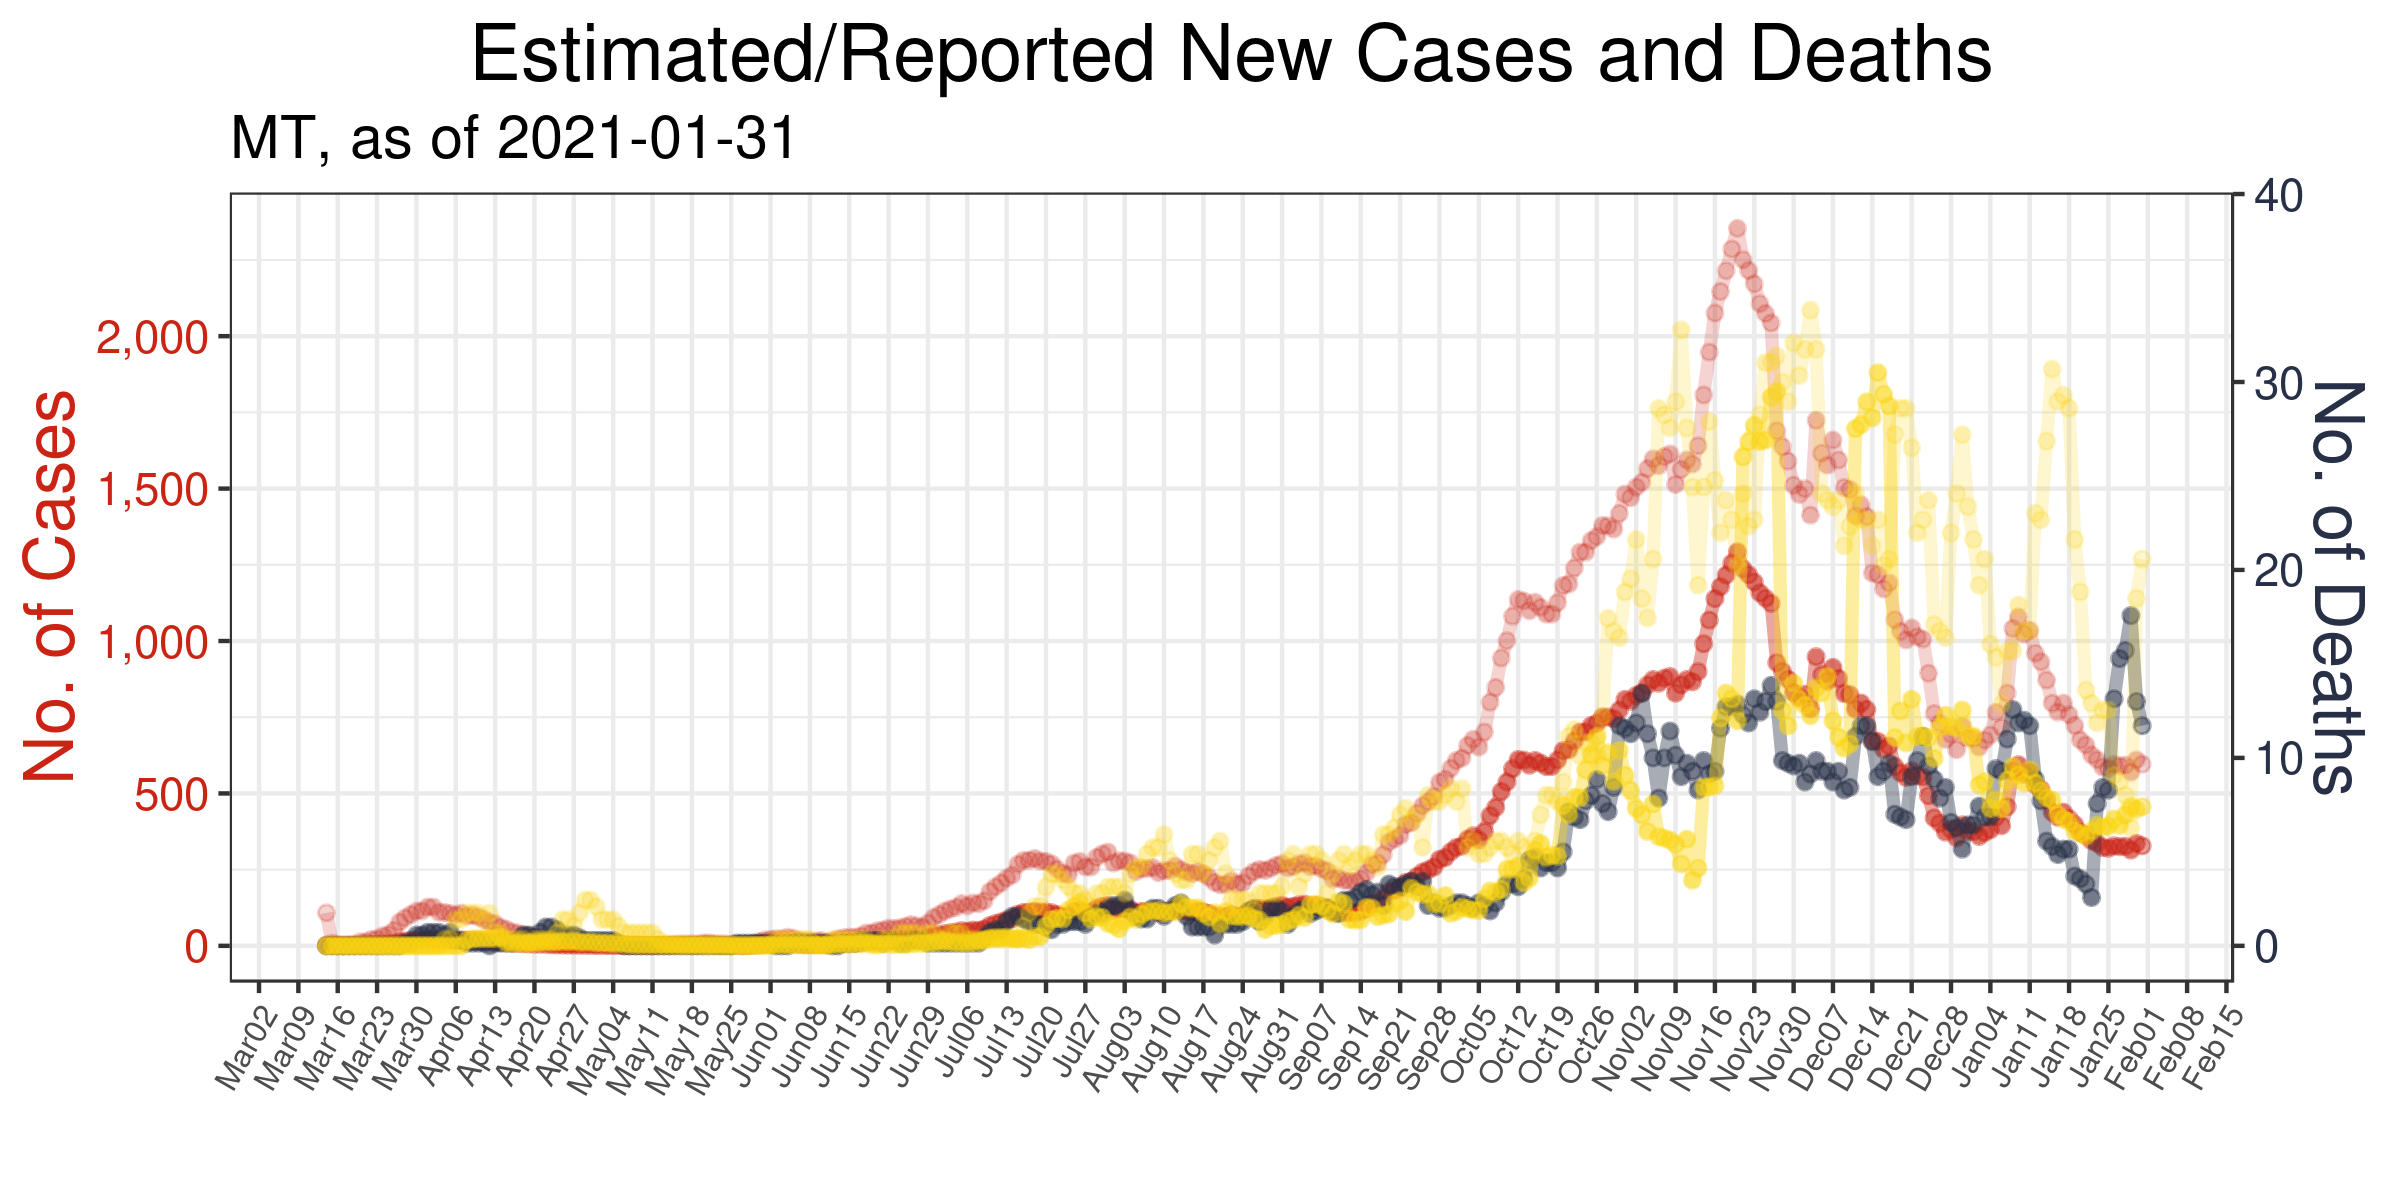 Estimated/Reported New Cases and Deaths
MT, as of 2021-01-31
No. of Cases
2,000
1,500
1,000
500
0
40
30
20
10
0
No. of Deaths
Mar02
Mar09
Mar16
Mar23
Mar30
Apr06
Apr13
Apr20
Apr27
May04
May11
May18
May25
Jun01
Jun08
Jun15
Jun22
Jun29
Jul06
Jul13
Jul20
Jul27
Aug03
Aug10
Aug17
Aug24
Aug31
Sep07
Sep14
Sep21
Sep28
Oct05
Oct12
Oct19
Oct26
Nov02
Nov09
Nov16
Nov23
Nov30
Dec07
Dec14
Dec21
Dec28
Jan04
Jan11
Jan18
Jan25
Feb01
Feb08
Feb15